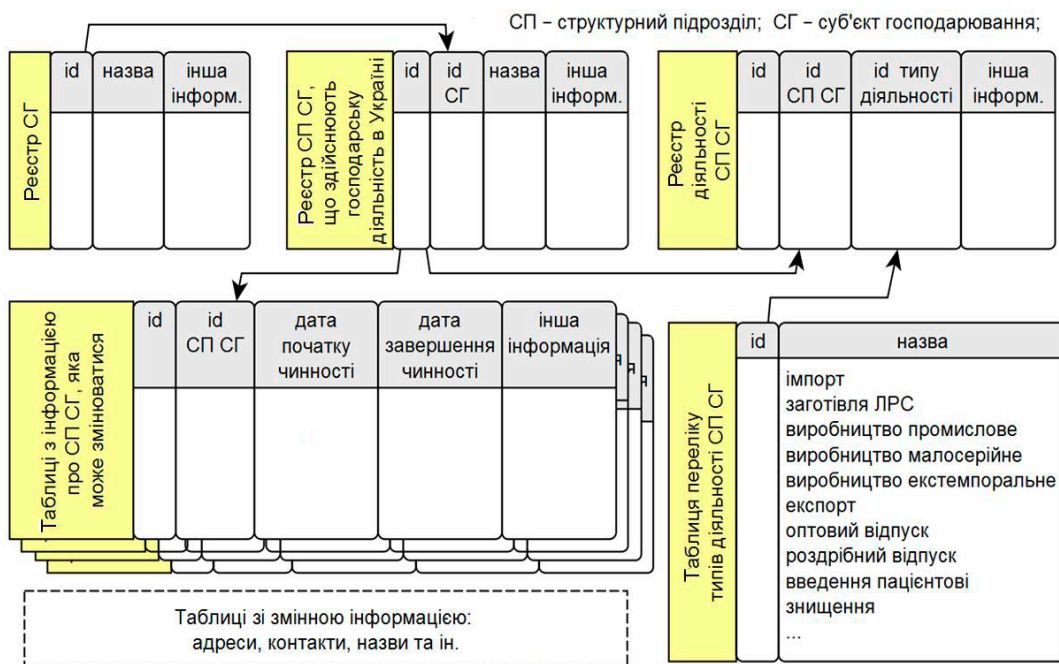 СП – структурний підрозділ; СГ – суб'єкт господарювання;
Реєстр СГ
id
назва
інша
інформ.
Реєстр СП СГ,
що здійснюють
господарську
діяльність в Україні
id
id
СГ
назва
інша
інформ.
Реєстр
діяльності
СП СГ
id
id
СП СГ
id типу
діяльності
інша
інформ.
Таблиці з інформацією
про СП СГ, яка
може змінюватися
id
id
СП СГ
дата
початку
чинності
дата
завершення
чинності
інша
інформація
я
я
я
Таблиця переліку
типів діяльності СП СГ
id
назва
імпорт
заготівля ЛРС
виробництво промислове
виробництво малосерійне
виробництво екстемпоральне
експорт
оптовий відпуск
роздрібний відпуск
введення пацієнтові
знищення
...
Таблиці зі змінною інформацією:
адреси, контакти, назви та ін.